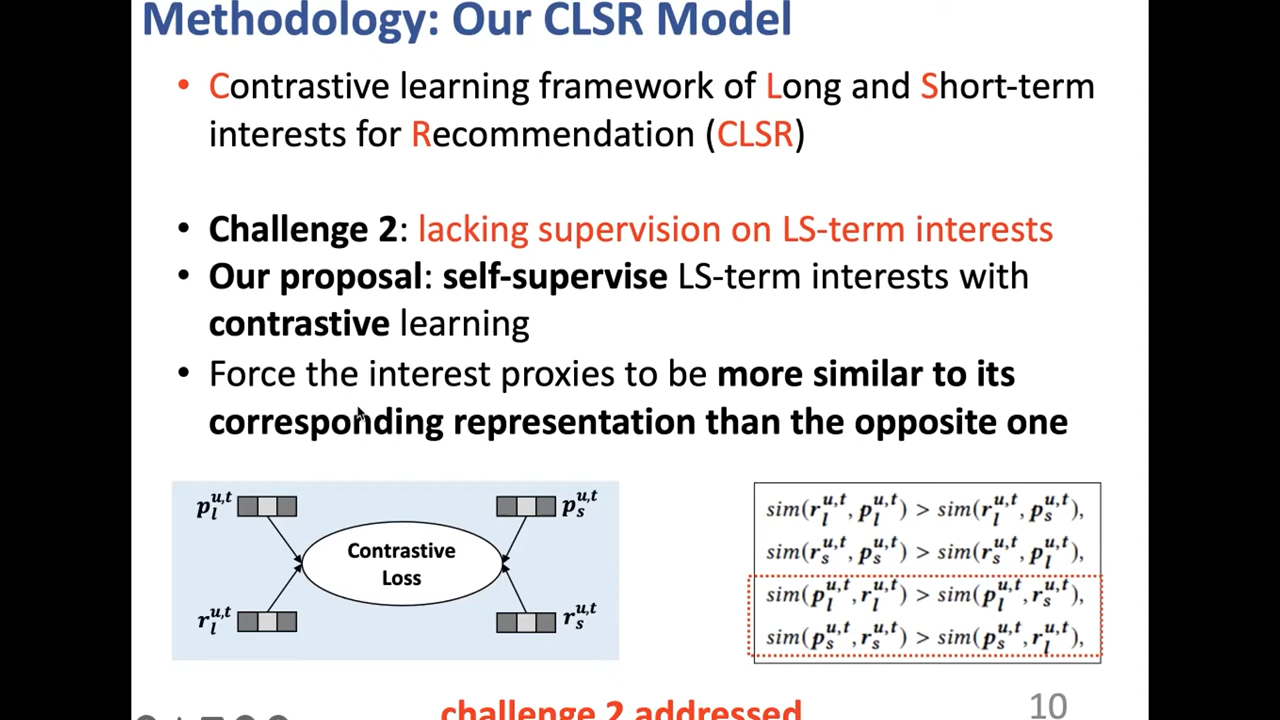 Methodology: Our CLSR Model
• Contrastive learning framework of Long and Short-term
interests for Recommendation (CLSR)
• Challenge 2: lacking supervision on LS-term interests
• Our proposal: self-supervise LS-term interests with
contrastive learning
• Force the interest proxies to be more similar to its
corresponding representation than the opposite one
p_l^{u,t}
p_s^{u,t}
Contrastive
Loss
r_l^{u,t}
r_s^{u,t}
sim(r_l^{u,t}, p_l^{u,t}) > sim(r_l^{u,t}, p_s^{u,t}),
sim(r_s^{u,t}, p_s^{u,t}) > sim(r_s^{u,t}, p_l^{u,t}),
sim(p_l^{u,t}, r_l^{u,t}) > sim(p_l^{u,t}, r_s^{u,t}),
sim(p_s^{u,t}, r_s^{u,t}) > sim(p_s^{u,t}, r_l^{u,t}),
challenge 2 addressed
10